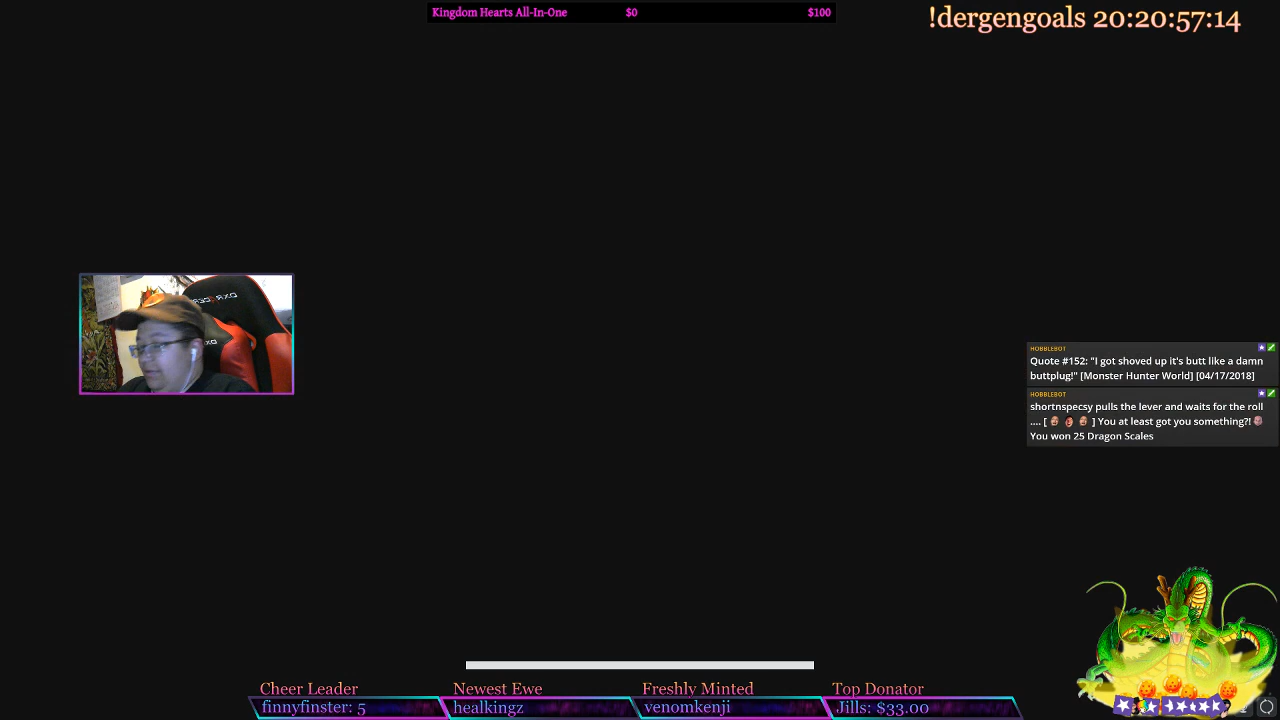 Kingdom Hearts All-In-One $0 $100
!dergengoals 20:20:57:14
HOBBLEBOT
Quote #152: "I got shoved up it's butt like a damn
buttplug!" [Monster Hunter World] [04/17/2018]
HOBBLEBOT
shortnspecsy pulls the lever and waits for the roll
.... [ ] You at least got you something?!
You won 25 Dragon Scales
Cheer Leader Newest Ewe Freshly Minted Top Donator
finnyfinster: 5 healkingz venomkenji Jills: $33.00